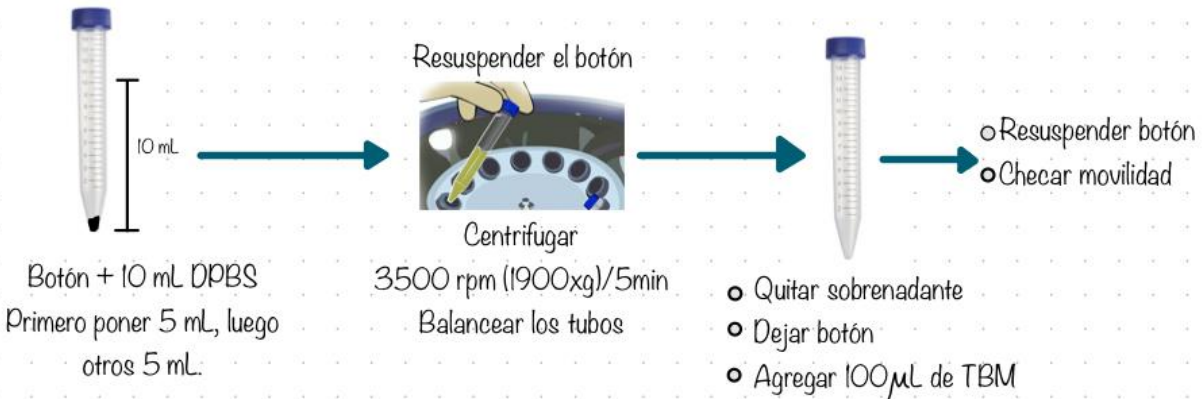 10 mL
Botón + 10 mL DPBS
Primero poner 5 mL, luego
otros 5 mL.
Resuspender el botón
Centrifugar
3500 rpm (1900xg)/5min
Balancear los tubos
Quitar sobrenadante
Dejar botón
Agregar 100µL de TBM
Resuspender botón
Checar movilidad